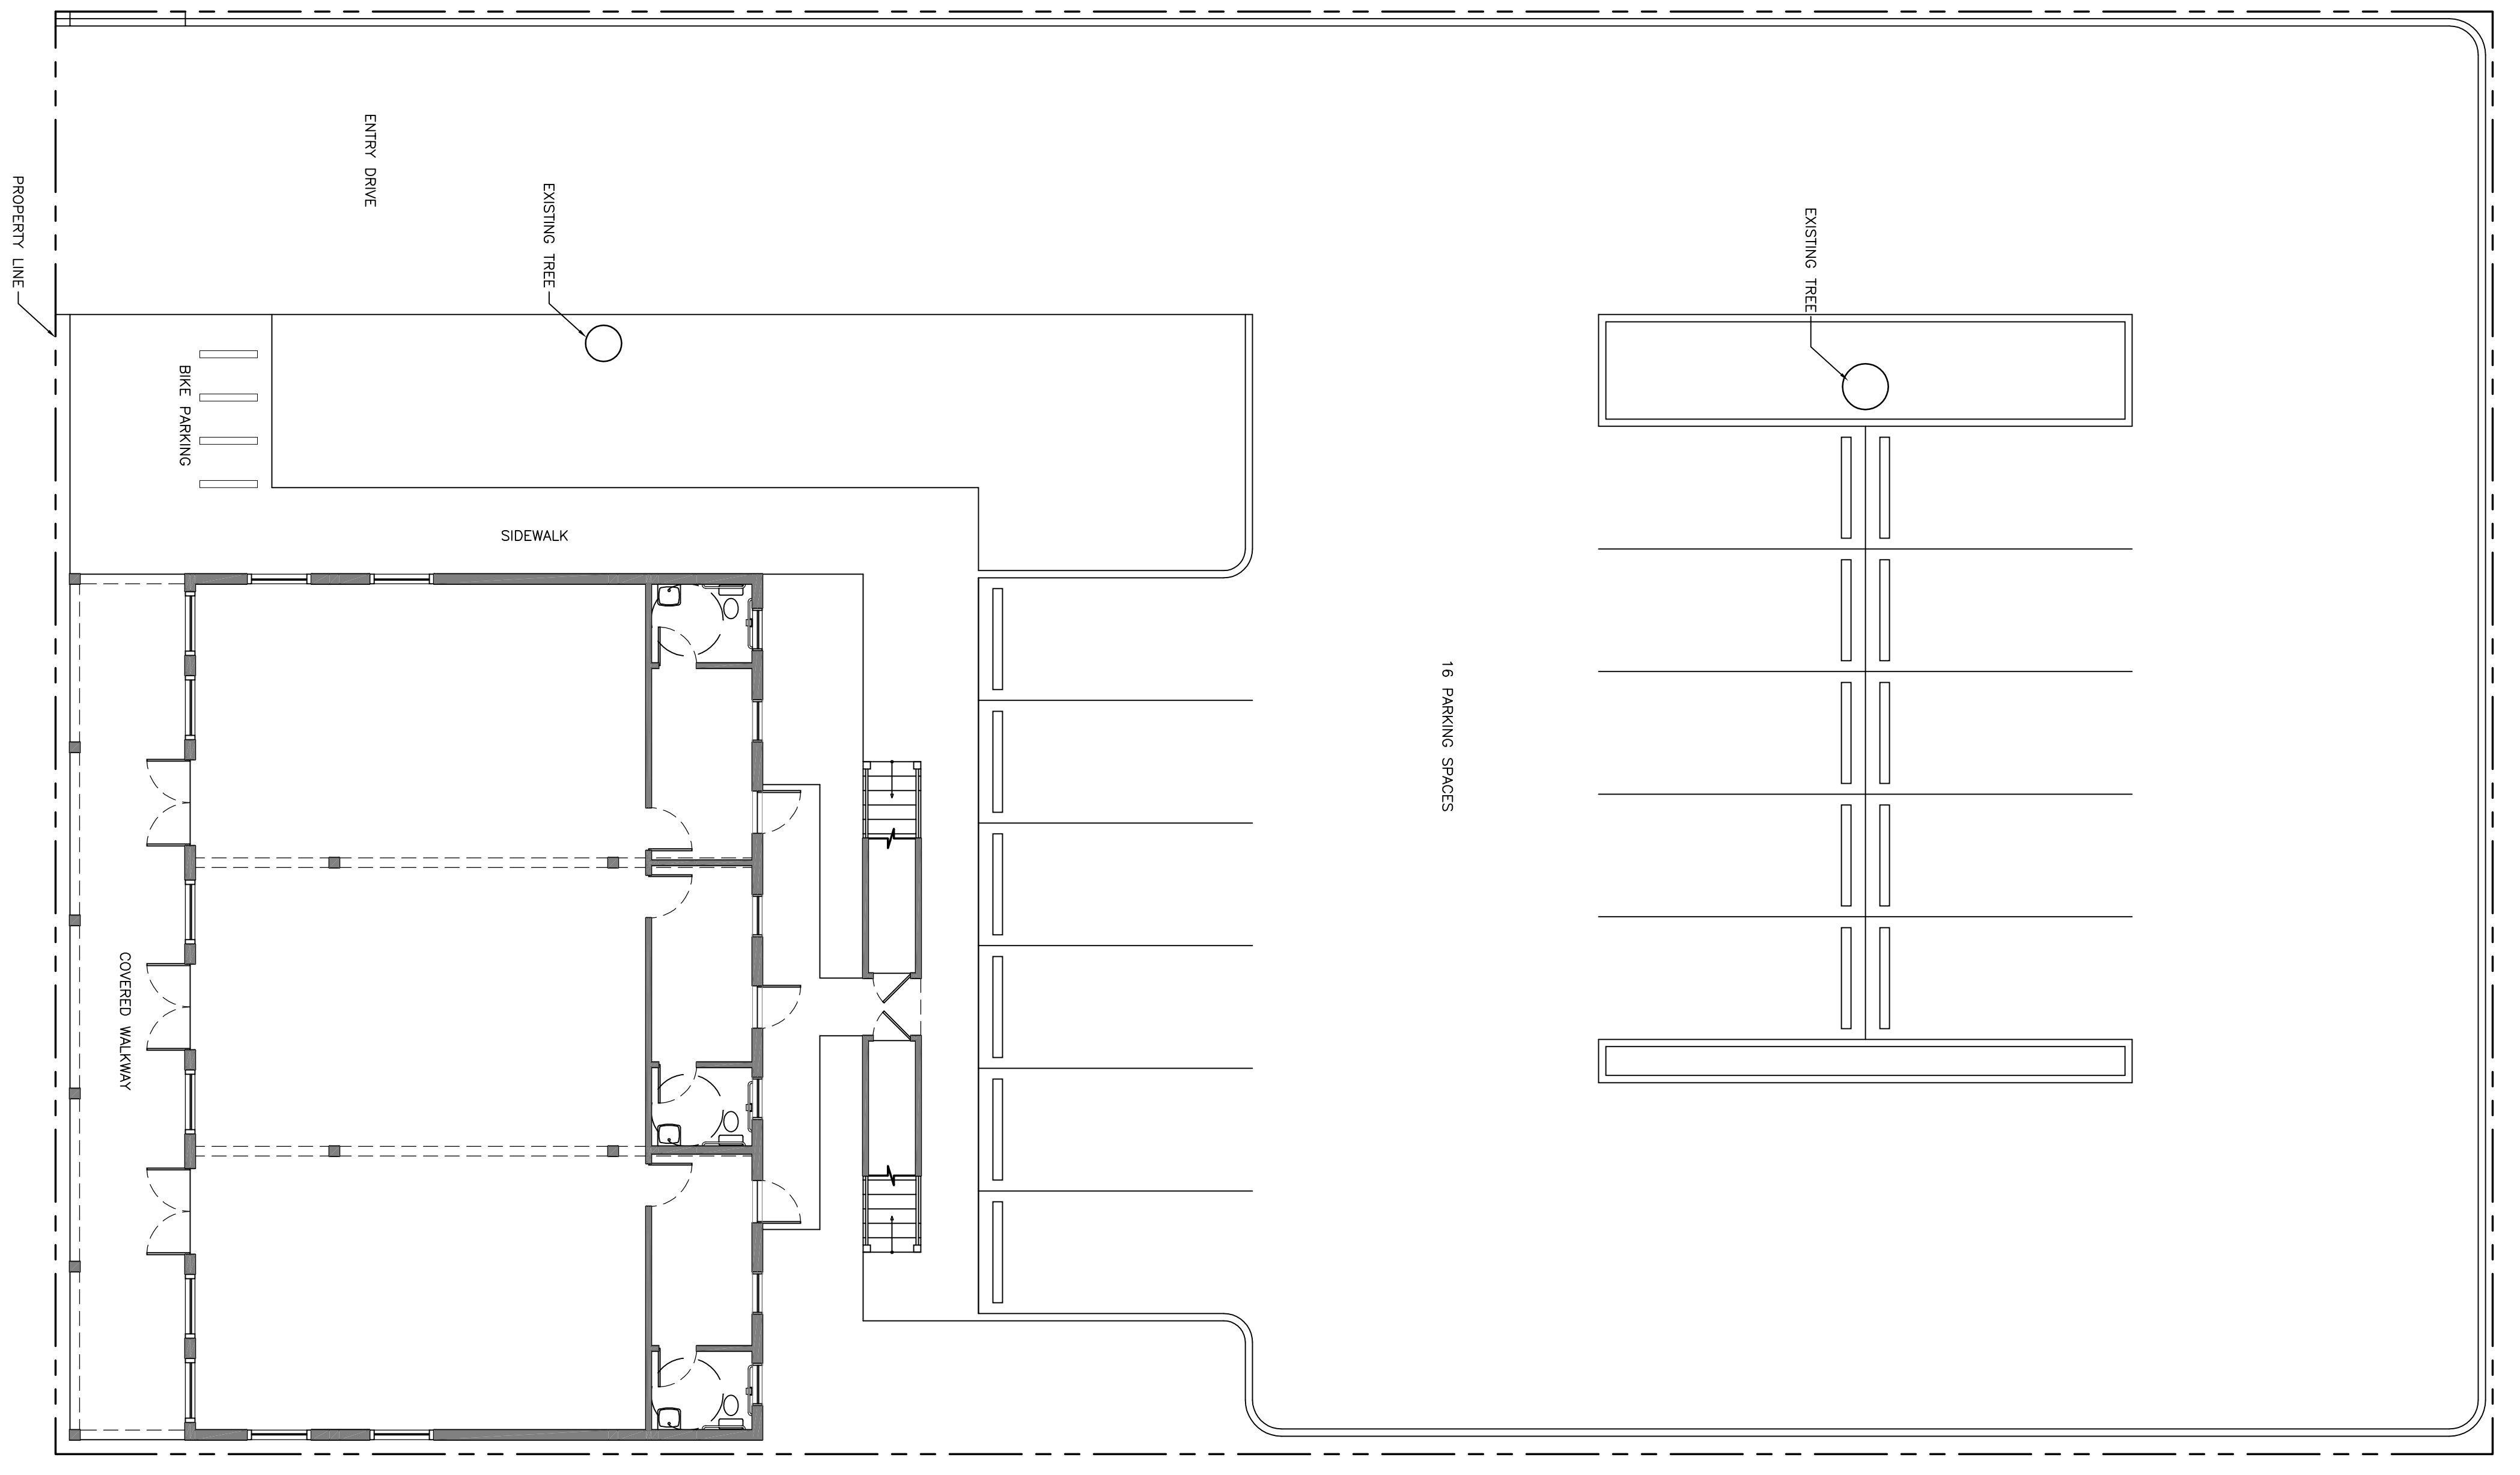 PROPERTY LINE
ENTRY DRIVE
EXISTING TREE
EXISTING TREE
BIKE PARKING
SIDEWALK
16 PARKING SPACES
COVERED WALKWAY